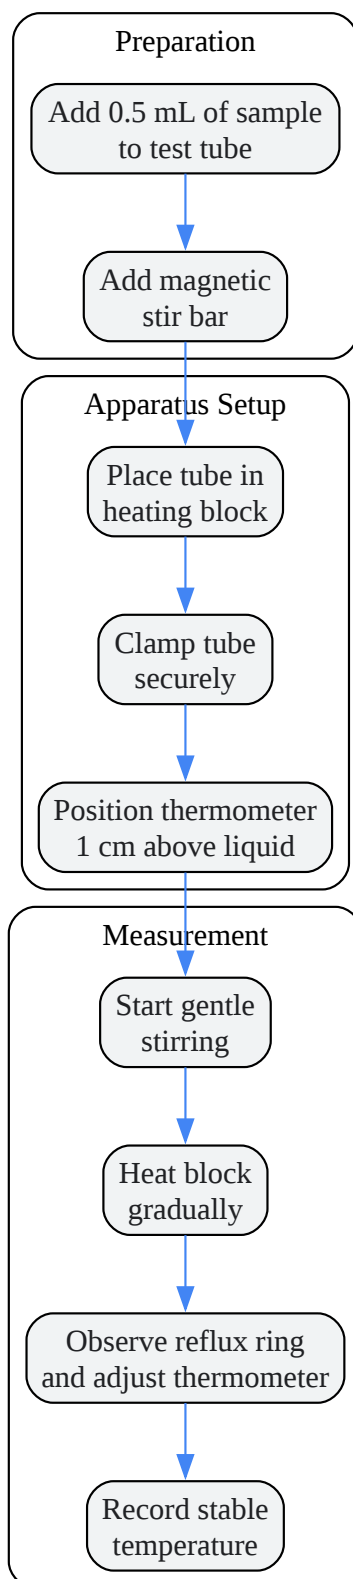 Preparation
Add 0.5 mL of sample
to test tube
Add magnetic
stir bar
Apparatus Setup
Place tube in
heating block
Clamp tube
securely
Position thermometer
1 cm above liquid
Measurement
Start gentle
stirring
Heat block
gradually
Observe reflux ring
and adjust thermometer
Record stable
temperature